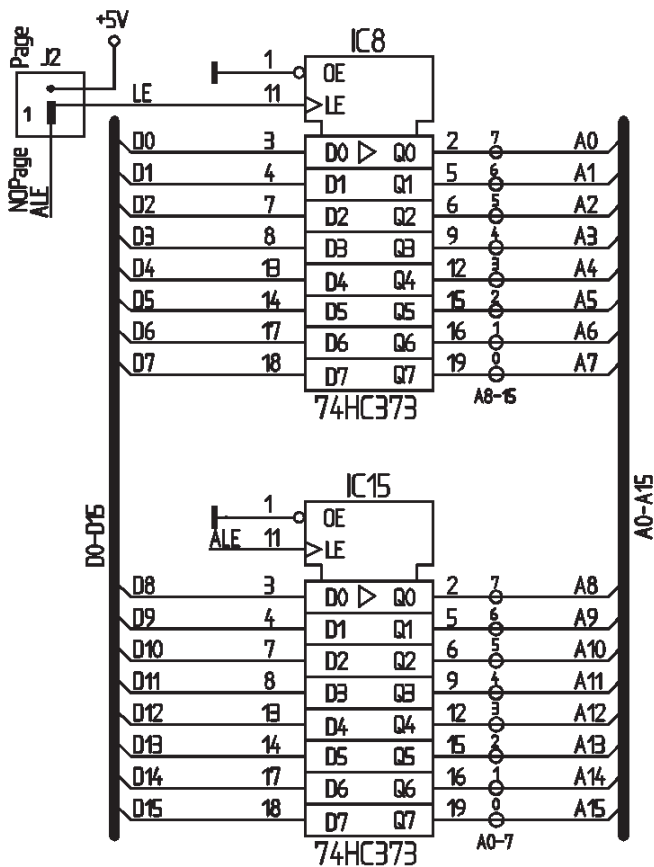 +5V
Page
J2
1
NOPage
ALE
LE
IC8
1 OE
11 LE
D0 3 D0 Q0 2 7 A0
D1 4 D1 Q1 5 6 A1
D2 7 D2 Q2 6 5 A2
D3 8 D3 Q3 9 4 A3
D4 13 D4 Q4 12 3 A4
D5 14 D5 Q5 15 2 A5
D6 17 D6 Q6 16 1 A6
D7 18 D7 Q7 19 0 A7
74HC373
A8-15
D0-D15
A0-A15
IC15
1 OE
ALE 11 LE
D8 3 D0 Q0 2 7 A8
D9 4 D1 Q1 5 6 A9
D10 7 D2 Q2 6 5 A10
D11 8 D3 Q3 9 4 A11
D12 13 D4 Q4 12 3 A12
D13 14 D5 Q5 15 2 A13
D14 17 D6 Q6 16 1 A14
D15 18 D7 Q7 19 0 A15
74HC373
A0-7